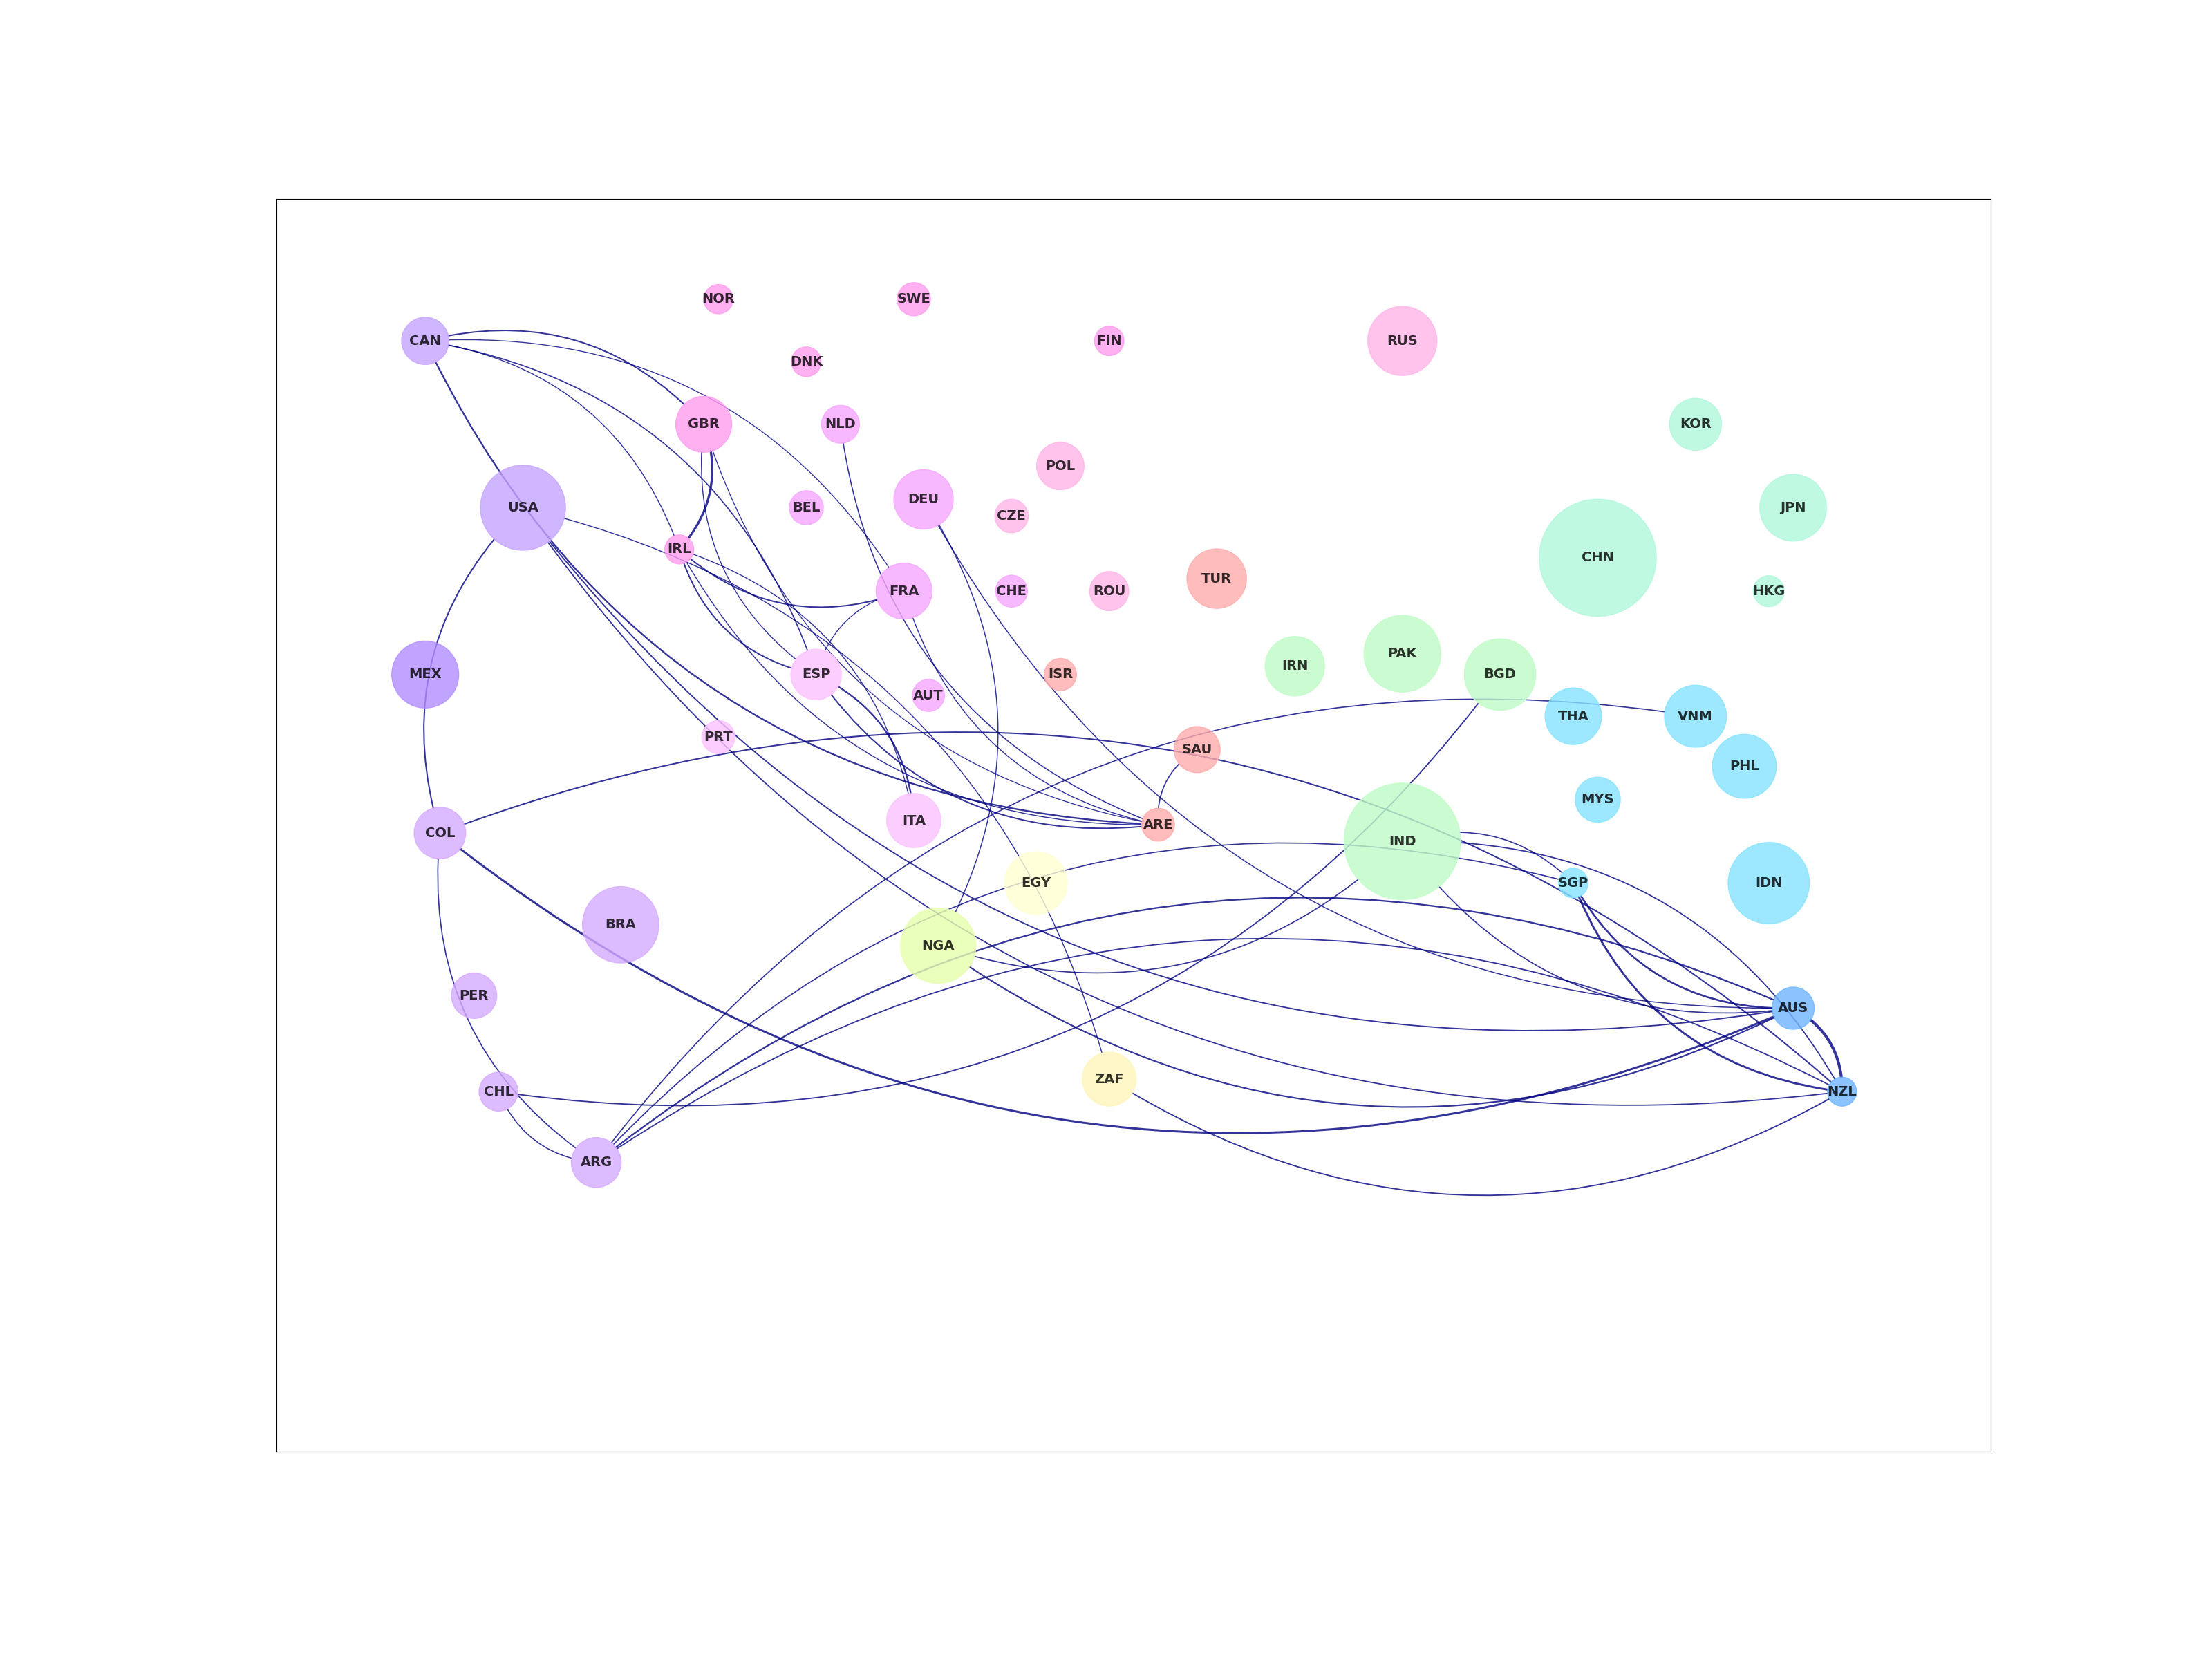 NOR
SWE
CAN
FIN
RUS
DNK
GBR
NLD
KOR
POL
DEU
USA
BEL
CZE
JPN
IRL
CHN
TUR
FRA
CHE
ROU
HKG
PAK
IRN
MEX
ESP
ISR
BGD
AUT
THA
VNM
PRT
SAU
PHL
MYS
ITA
ARE
COL
IND
EGY
SGP
IDN
BRA
NGA
PER
AUS
ZAF
CHL
NZL
ARG